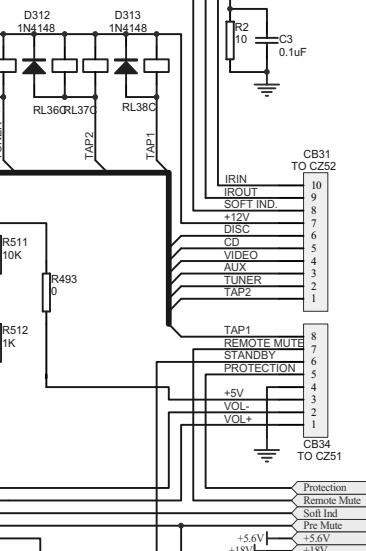 D312
1N4148
D313
1N4148
R2
10
C3
0.1uF
RL36C
RL37C
RL38C
TAP2
TAP1
CB31
TO CZ52
IRIN 10
IROUT 9
SOFT IND. 8
+12V 7
DISC 6
CD 5
VIDEO 4
AUX 3
TUNER 2
TAP2 1
R511
10K
R493
0
R512
1K
TAP1 8
REMOTE MUTE 7
STANDBY 6
PROTECTION 5
4
+5V 3
VOL- 2
VOL+ 1
CB34
TO CZ51
Protection
Remote Mute
Soft Ind
Pre Mute
+5.6V +5.6V
+18V +18V